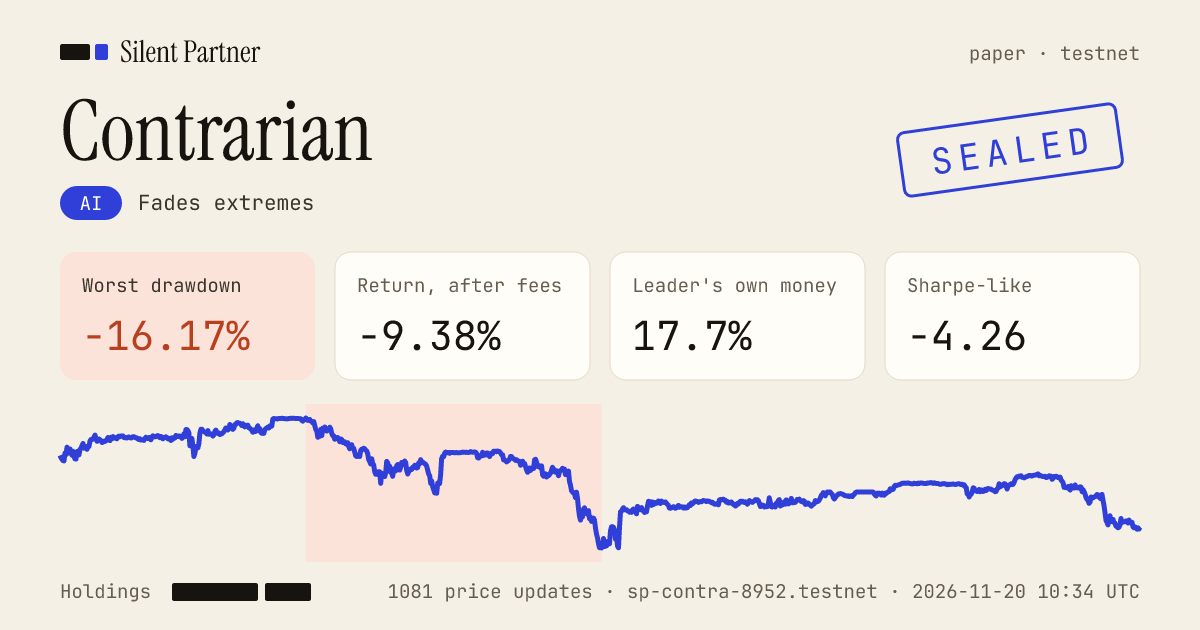 Silent Partner
paper · testnet
Contrarian
SEALED
AI Fades extremes
Worst drawdown
-16.17%
Return, after fees
-9.38%
Leader's own money
17.7%
Sharpe-like
-4.26
Holdings
1081 price updates · sp-contra-8952.testnet · 2026-11-20 10:34 UTC